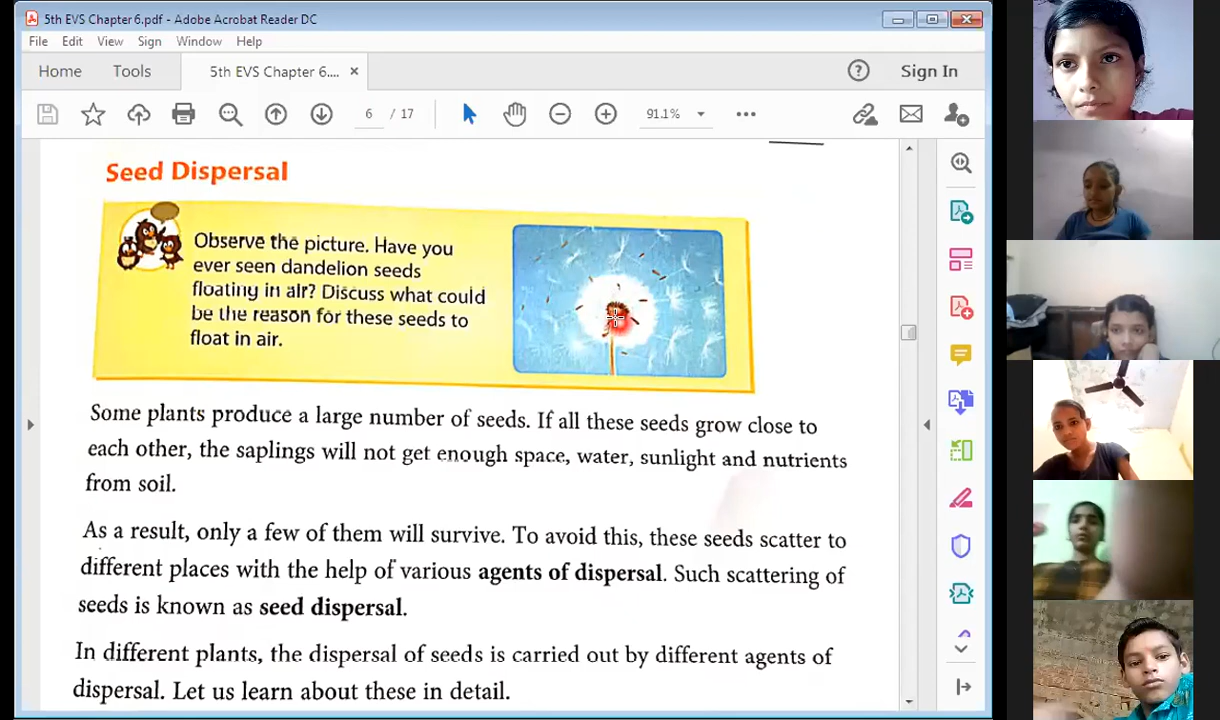 5th EVS Chapter 6.pdf - Adobe Acrobat Reader DC
File Edit View Sign Window Help
Home Tools 5th EVS Chapter 6.... × Sign In
6 / 17 91.1%
Seed Dispersal
Observe the picture. Have you
ever seen dandelion seeds
floating in air? Discuss what could
be the reason for these seeds to
float in air.
Some plants produce a large number of seeds. If all these seeds grow close to
each other, the saplings will not get enough space, water, sunlight and nutrients
from soil.
As a result, only a few of them will survive. To avoid this, these seeds scatter to
different places with the help of various agents of dispersal. Such scattering of
seeds is known as seed dispersal.
In different plants, the dispersal of seeds is carried out by different agents of
dispersal. Let us learn about these in detail.